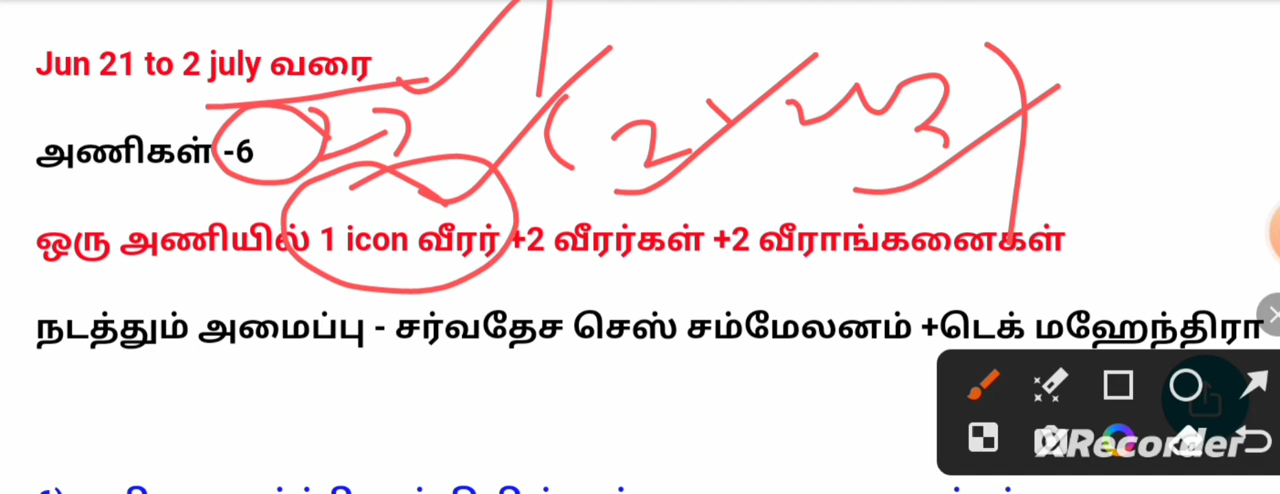 Jun 21 to 2 july வரை
அணிகள் -6
ஒரு அணியில் 1 icon வீரர் +2 வீரர்கள் +2 வீராங்கனைகள்
நடத்தும் அமைப்பு - சர்வதேச செஸ் சம்மேலனம் +டெக் மஹேந்திரா
XRecorder